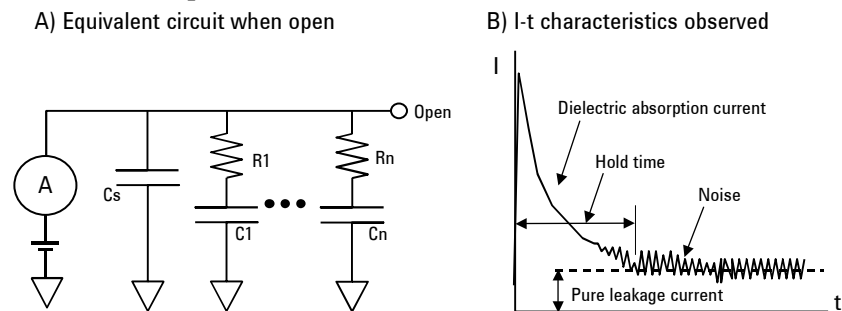 A) Equivalent circuit when open
B) I-t characteristics observed
Open
A
Cs
R1
C1
Rn
Cn
I
Dielectric absorption current
Hold time
Noise
Pure leakage current
t